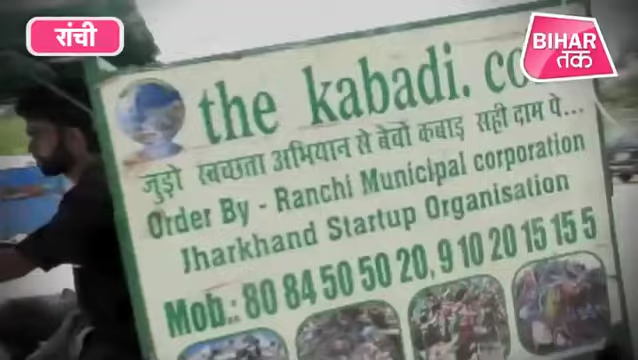 रांची
BIHAR
तक
the kabadi. co
जुड़ो स्वच्छता अभियान से बेचों कबाड़ सही दाम पे...
Order By - Ranchi Municipal corporation
Jharkhand Startup Organisation
Mob.: 80 84 50 50 20, 9 10 20 15 15 5